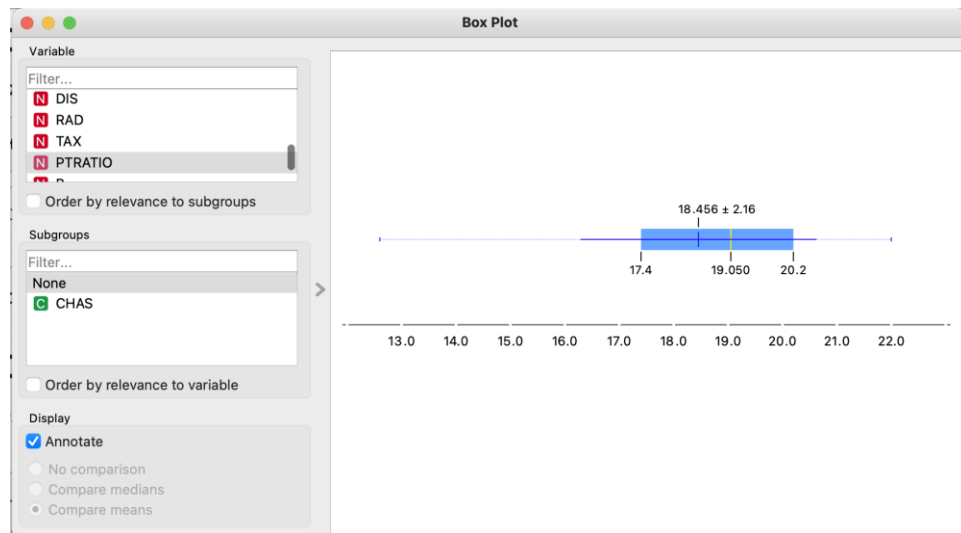 Box Plot
Variable
Filter...
N DIS
N RAD
N TAX
N PTRATIO
Order by relevance to subgroups
Subgroups
Filter...
None
C CHAS
Order by relevance to variable
Display
Annotate
No comparison
Compare medians
Compare means
18.456 ± 2.16
17.4 19.050 20.2
13.0 14.0 15.0 16.0 17.0 18.0 19.0 20.0 21.0 22.0